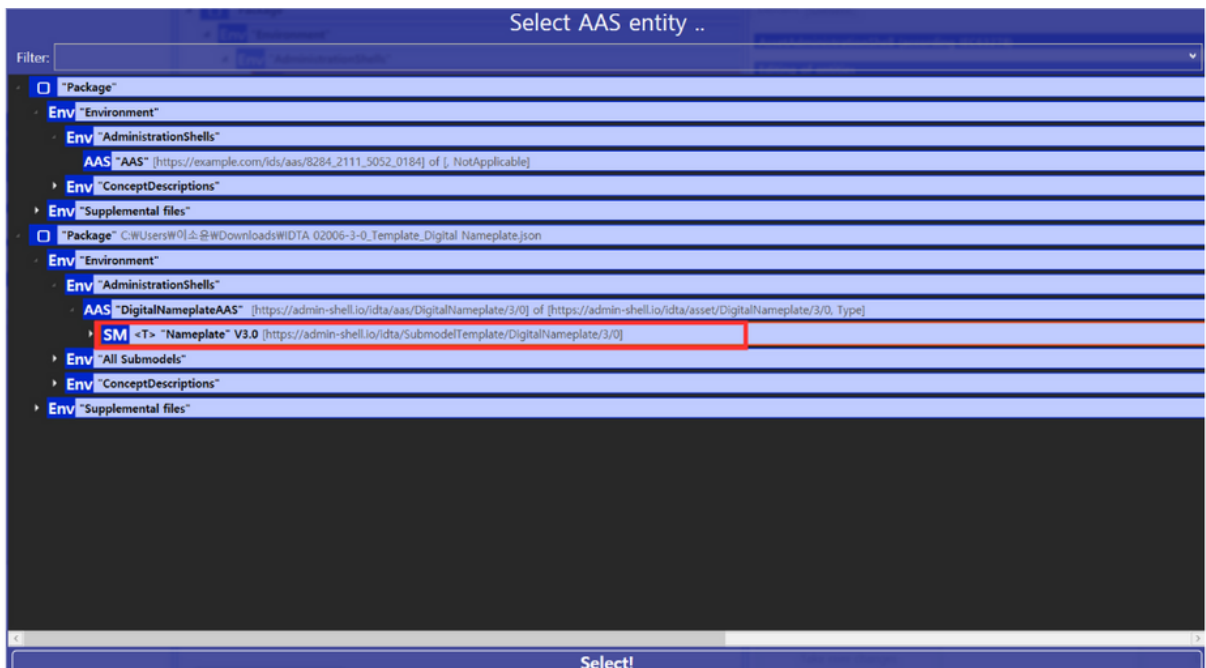 Select AAS entity ..
Filter:
"Package"
Env "Environment"
Env "AdministrationShells"
AAS "AAS" [https://example.com/ids/aas/8284_2111_5052_0184] of [, NotApplicable]
Env "ConceptDescriptions"
Env "Supplemental files"
"Package" C:₩Users₩이소윤₩Downloads₩IDTA 02006-3-0_Template_Digital Nameplate.json
Env "Environment"
Env "AdministrationShells"
AAS "DigitalNameplateAAS" [https://admin-shell.io/idta/aas/DigitalNameplate/3/0] of [https://admin-shell.io/idta/asset/DigitalNameplate/3/0, Type]
SM <T> "Nameplate" V3.0 [https://admin-shell.io/idta/SubmodelTemplate/DigitalNameplate/3/0]
Env "All Submodels"
Env "ConceptDescriptions"
Env "Supplemental files"
Select!